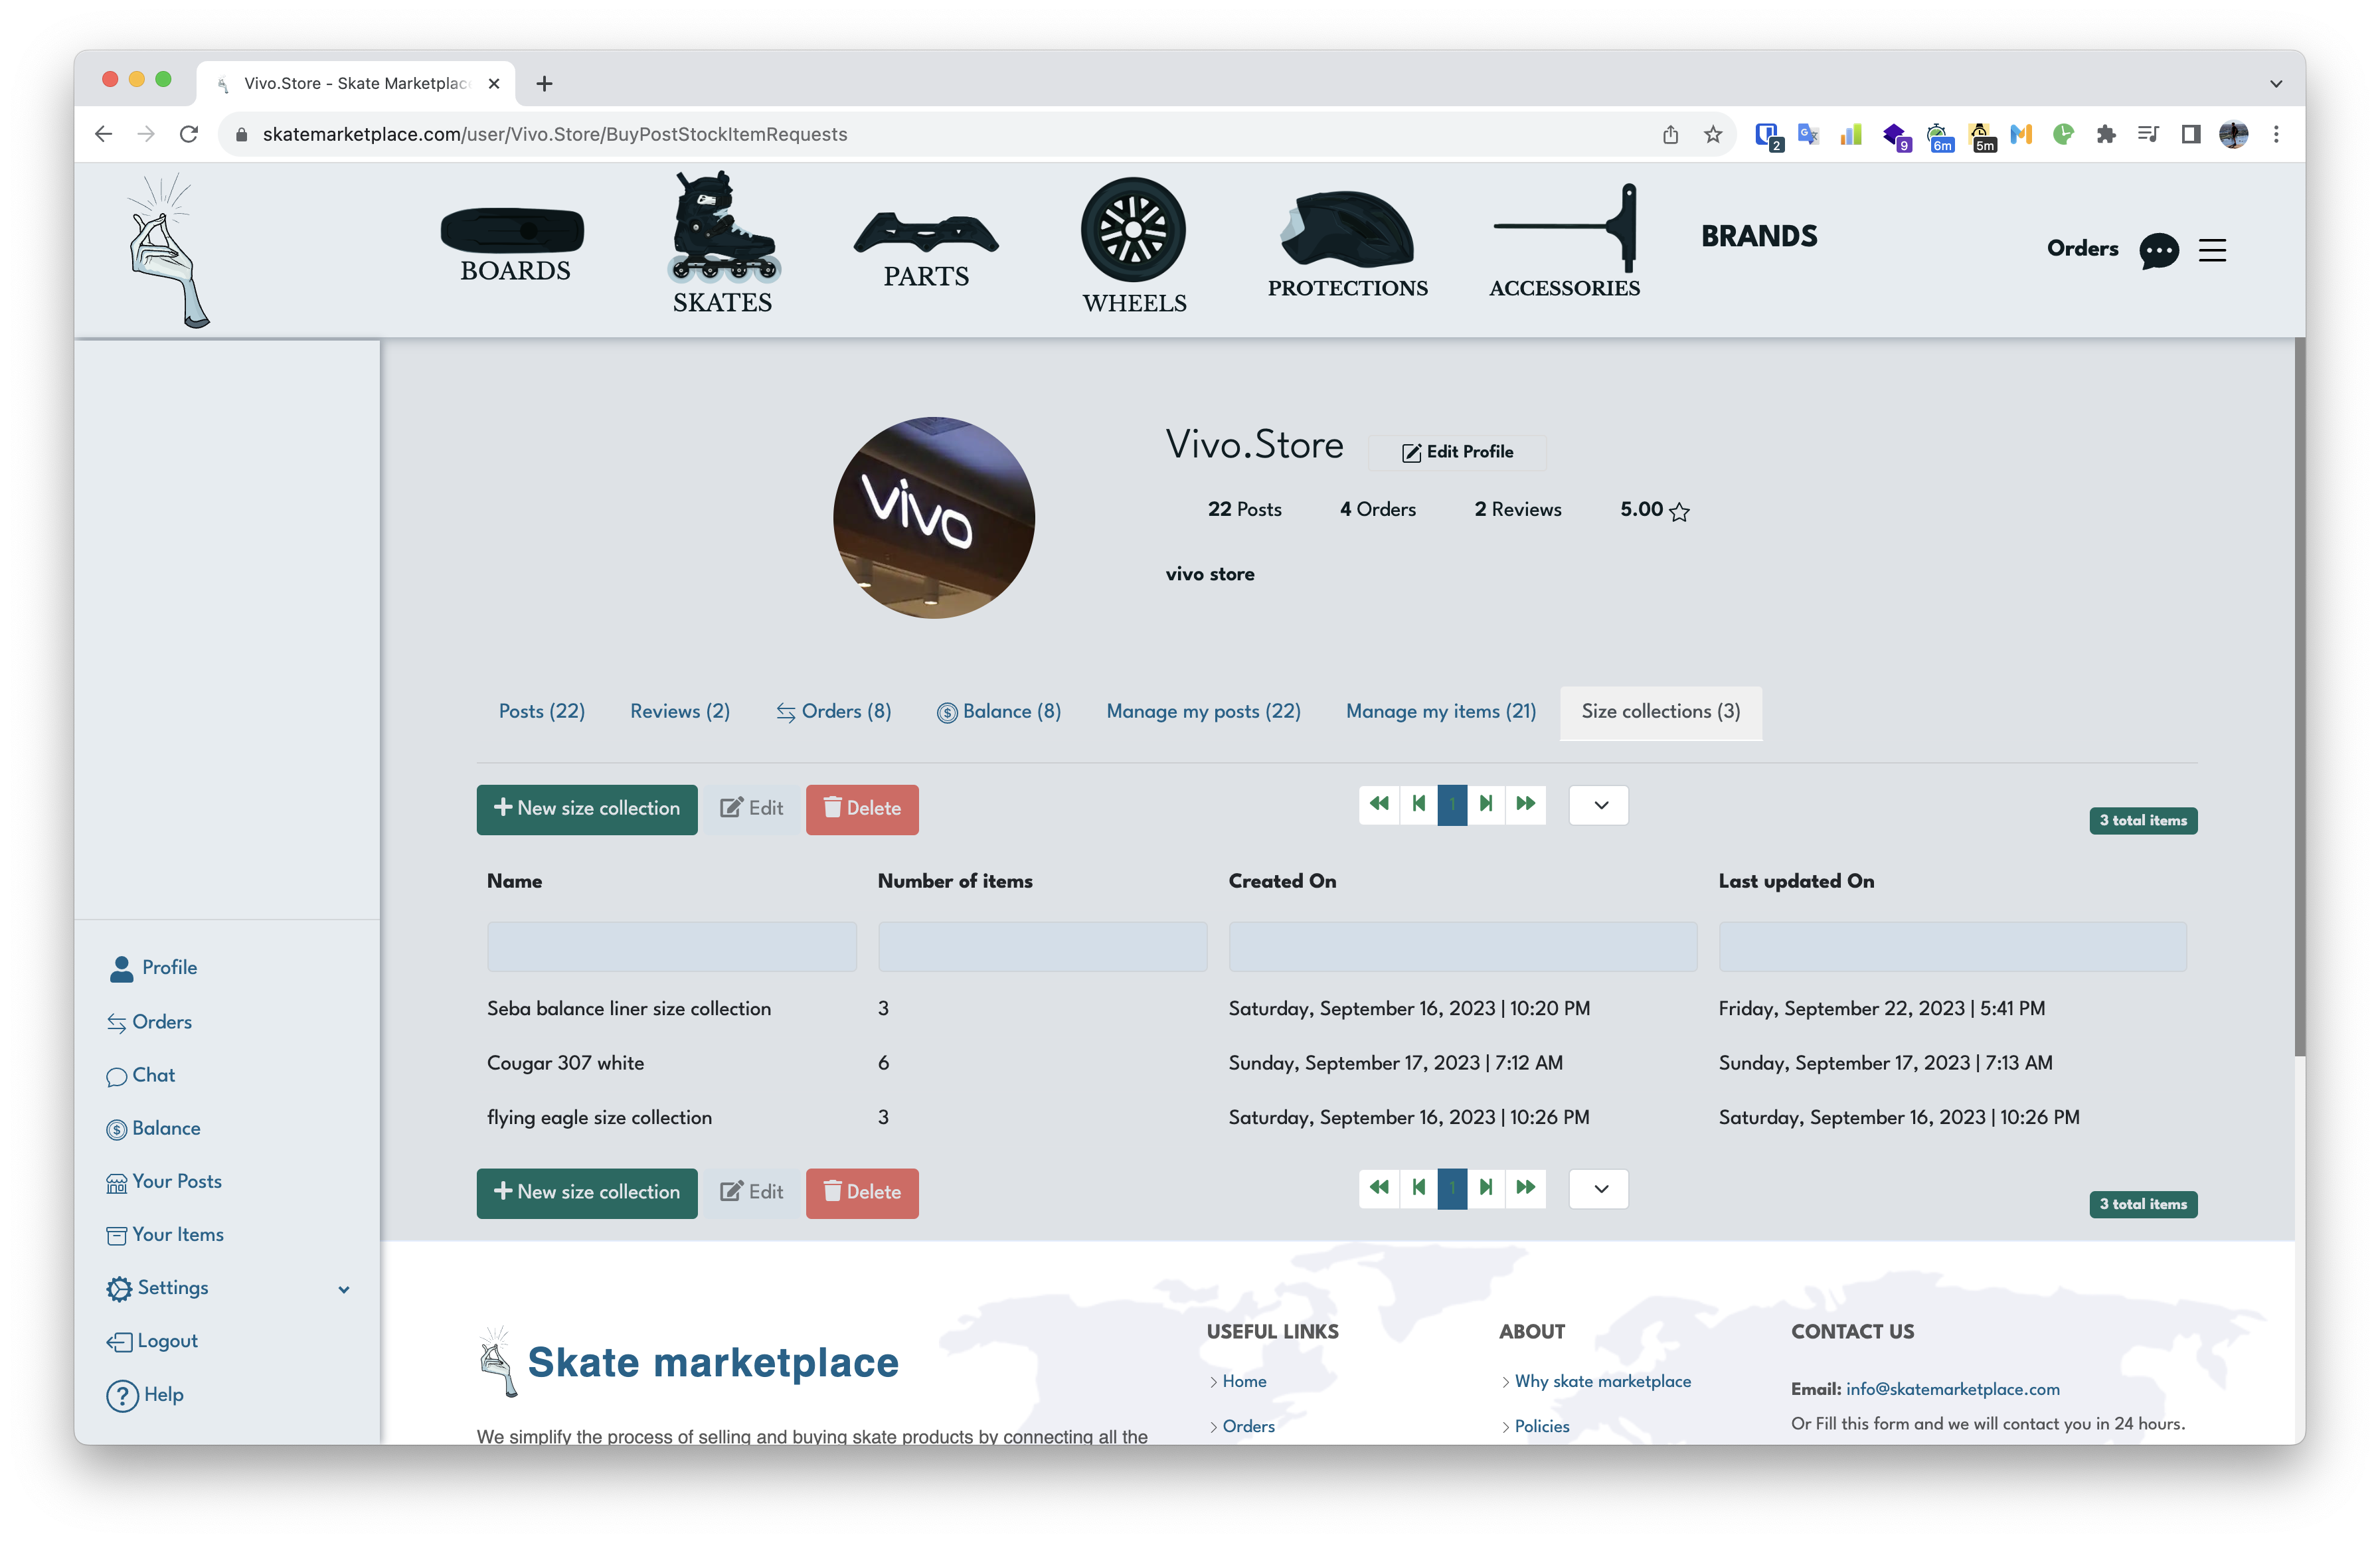 Vivo.Store - Skate Marketplac
skatemarketplace.com/user/Vivo.Store/BuyPostStockItemRequests
2
9
6m
5m
BOARDS
SKATES
PARTS
WHEELS
PROTECTIONS
ACCESSORIES
BRANDS
Orders
vivo
Vivo.Store
Edit Profile
22 Posts 4 Orders 2 Reviews 5.00
vivo store
Posts (22) Reviews (2) Orders (8) Balance (8) Manage my posts (22) Manage my items (21) Size collections (3)
New size collection Edit Delete 1 3 total items
Name Number of items Created On Last updated On
Seba balance liner size collection 3 Saturday, September 16, 2023 | 10:20 PM Friday, September 22, 2023 | 5:41 PM
Cougar 307 white 6 Sunday, September 17, 2023 | 7:12 AM Sunday, September 17, 2023 | 7:13 AM
flying eagle size collection 3 Saturday, September 16, 2023 | 10:26 PM Saturday, September 16, 2023 | 10:26 PM
New size collection Edit Delete 1 3 total items
Profile
Orders
Chat
Balance
Your Posts
Your Items
Settings
Logout
Help
Skate marketplace
We simplify the process of selling and buying skate products by connecting all the
USEFUL LINKS
Home
Orders
ABOUT
Why skate marketplace
Policies
CONTACT US
Email: info@skatemarketplace.com
Or Fill this form and we will contact you in 24 hours.